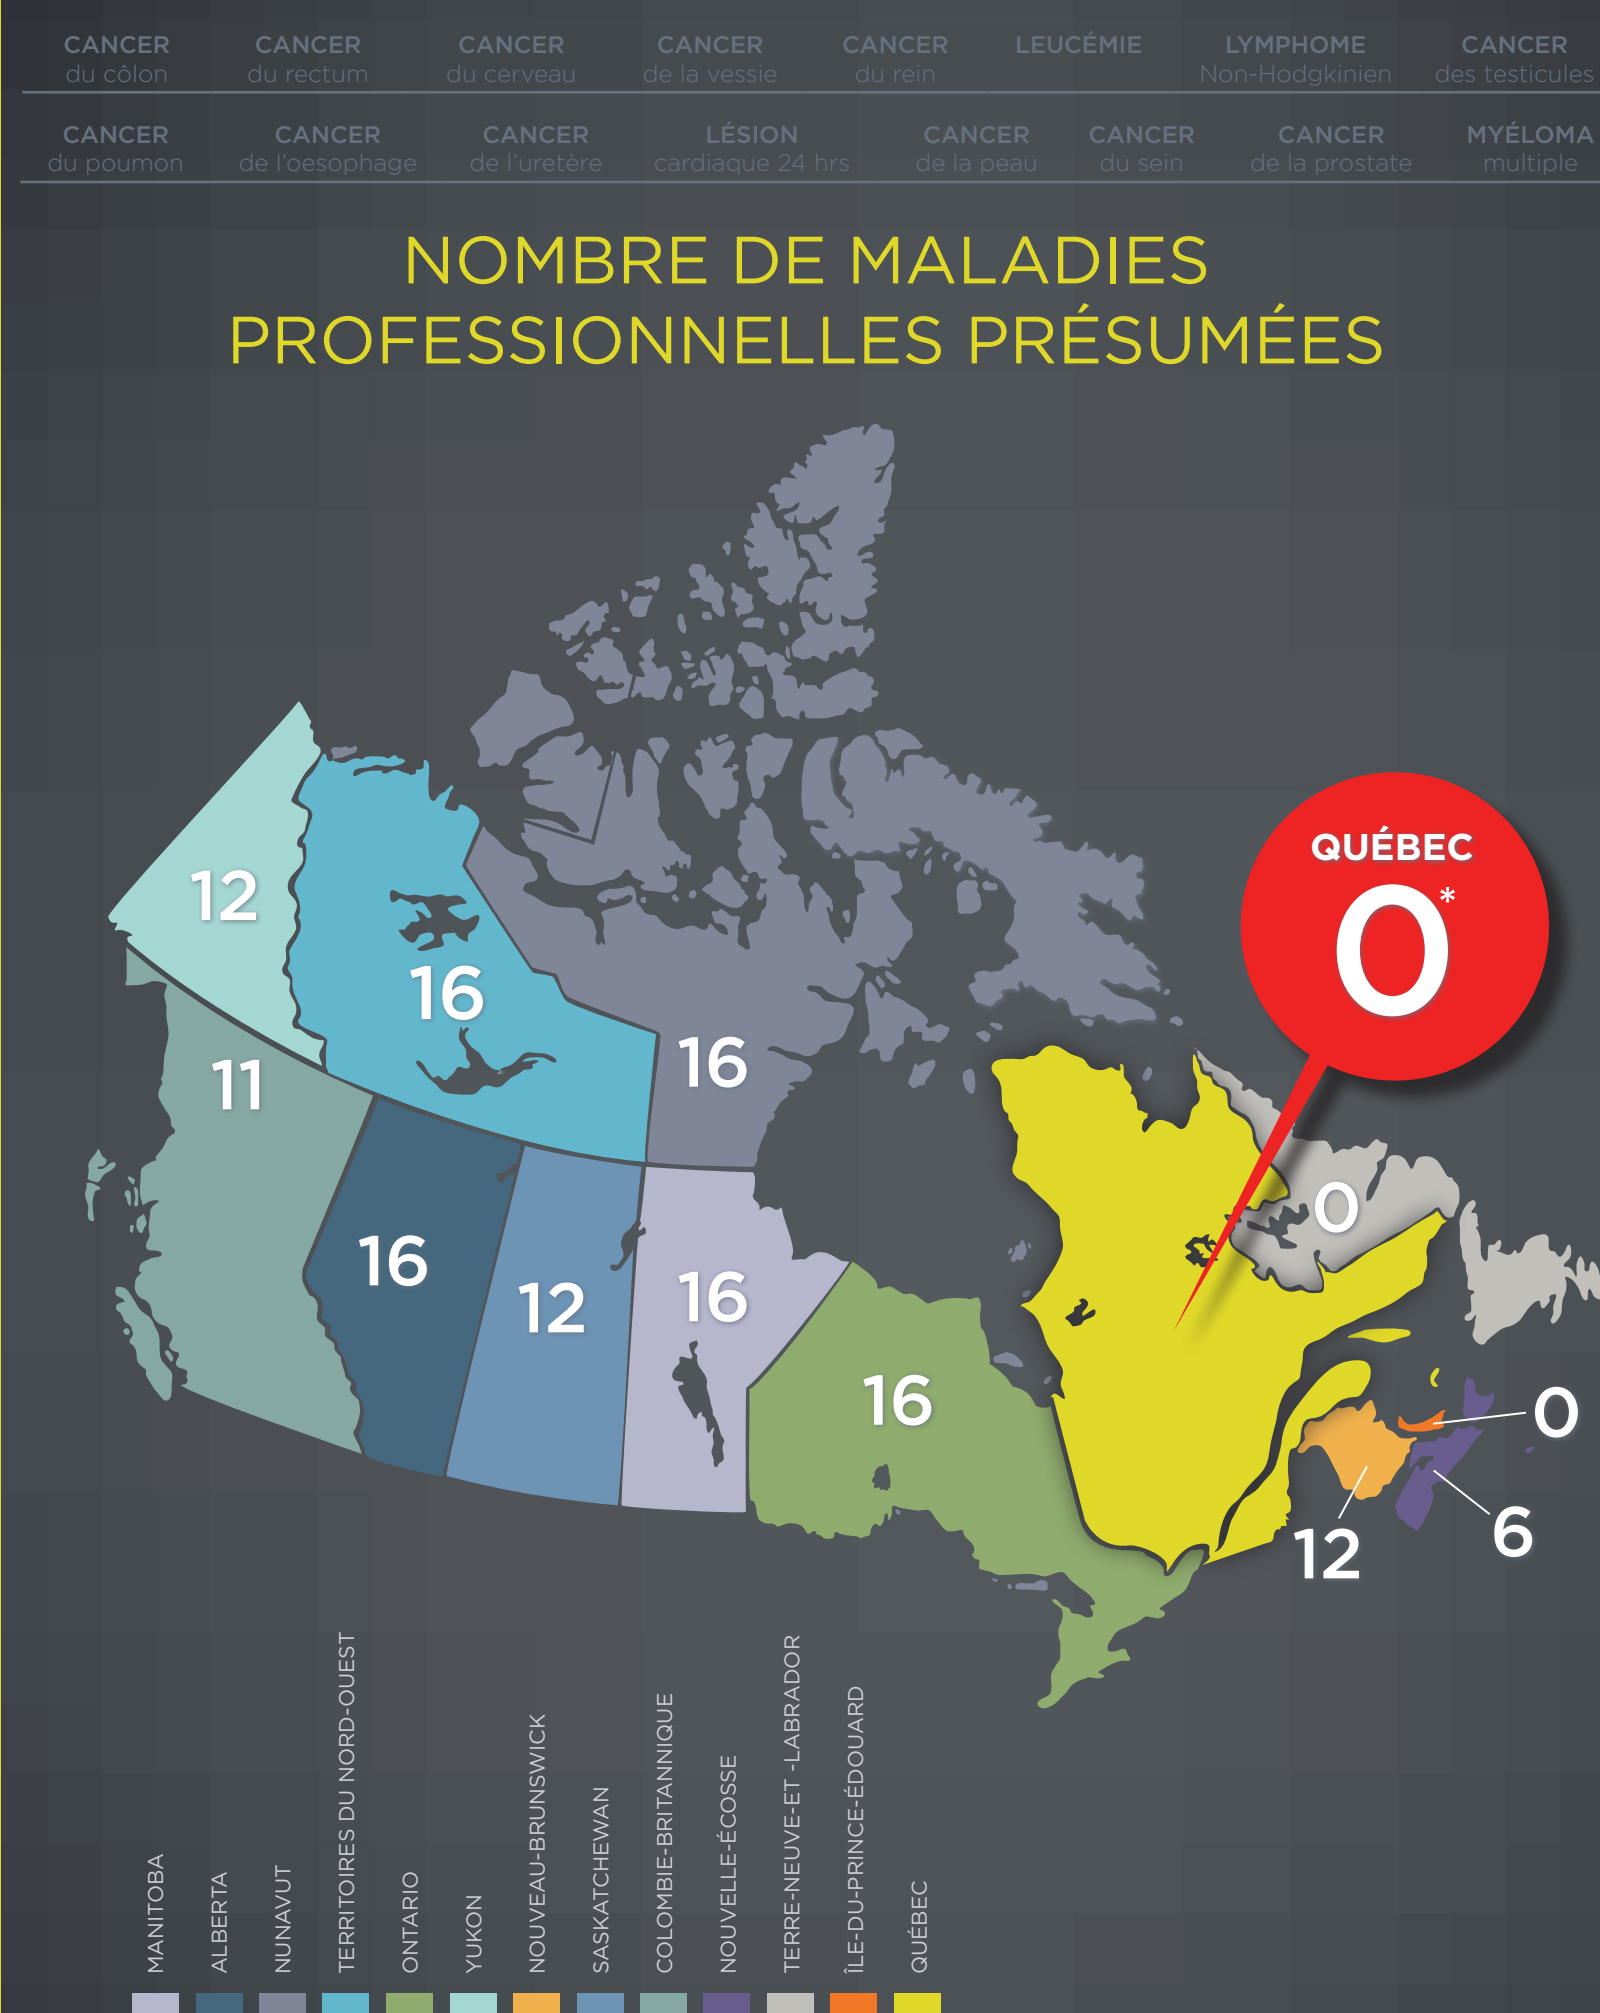 CANCER CANCER CANCER CANCER CANCER LEUCÉMIE LYMPHOME CANCER
du côlon du rectum du cerveau de la vessie du rein Non-Hodgkinien des testicules
CANCER CANCER CANCER LÉSION CANCER CANCER CANCER MYÉLOMA
du poumon de l'oesophage de l'uretère cardiaque 24 hrs de la peau du sein de la prostate multiple
NOMBRE DE MALADIES
PROFESSIONNELLES PRÉSUMÉES
QUÉBEC
0*
12
16
16
11
0
16
12
16
16
0
12
6
MANITOBA
ALBERTA
NUNAVUT
TERRITOIRES DU NORD-OUEST
ONTARIO
YUKON
NOUVEAU-BRUNSWICK
SASKATCHEWAN
COLOMBIE-BRITANNIQUE
NOUVELLE-ÉCOSSE
TERRE-NEUVE-ET -LABRADOR
ÎLE-DU-PRINCE-ÉDOUARD
QUÉBEC